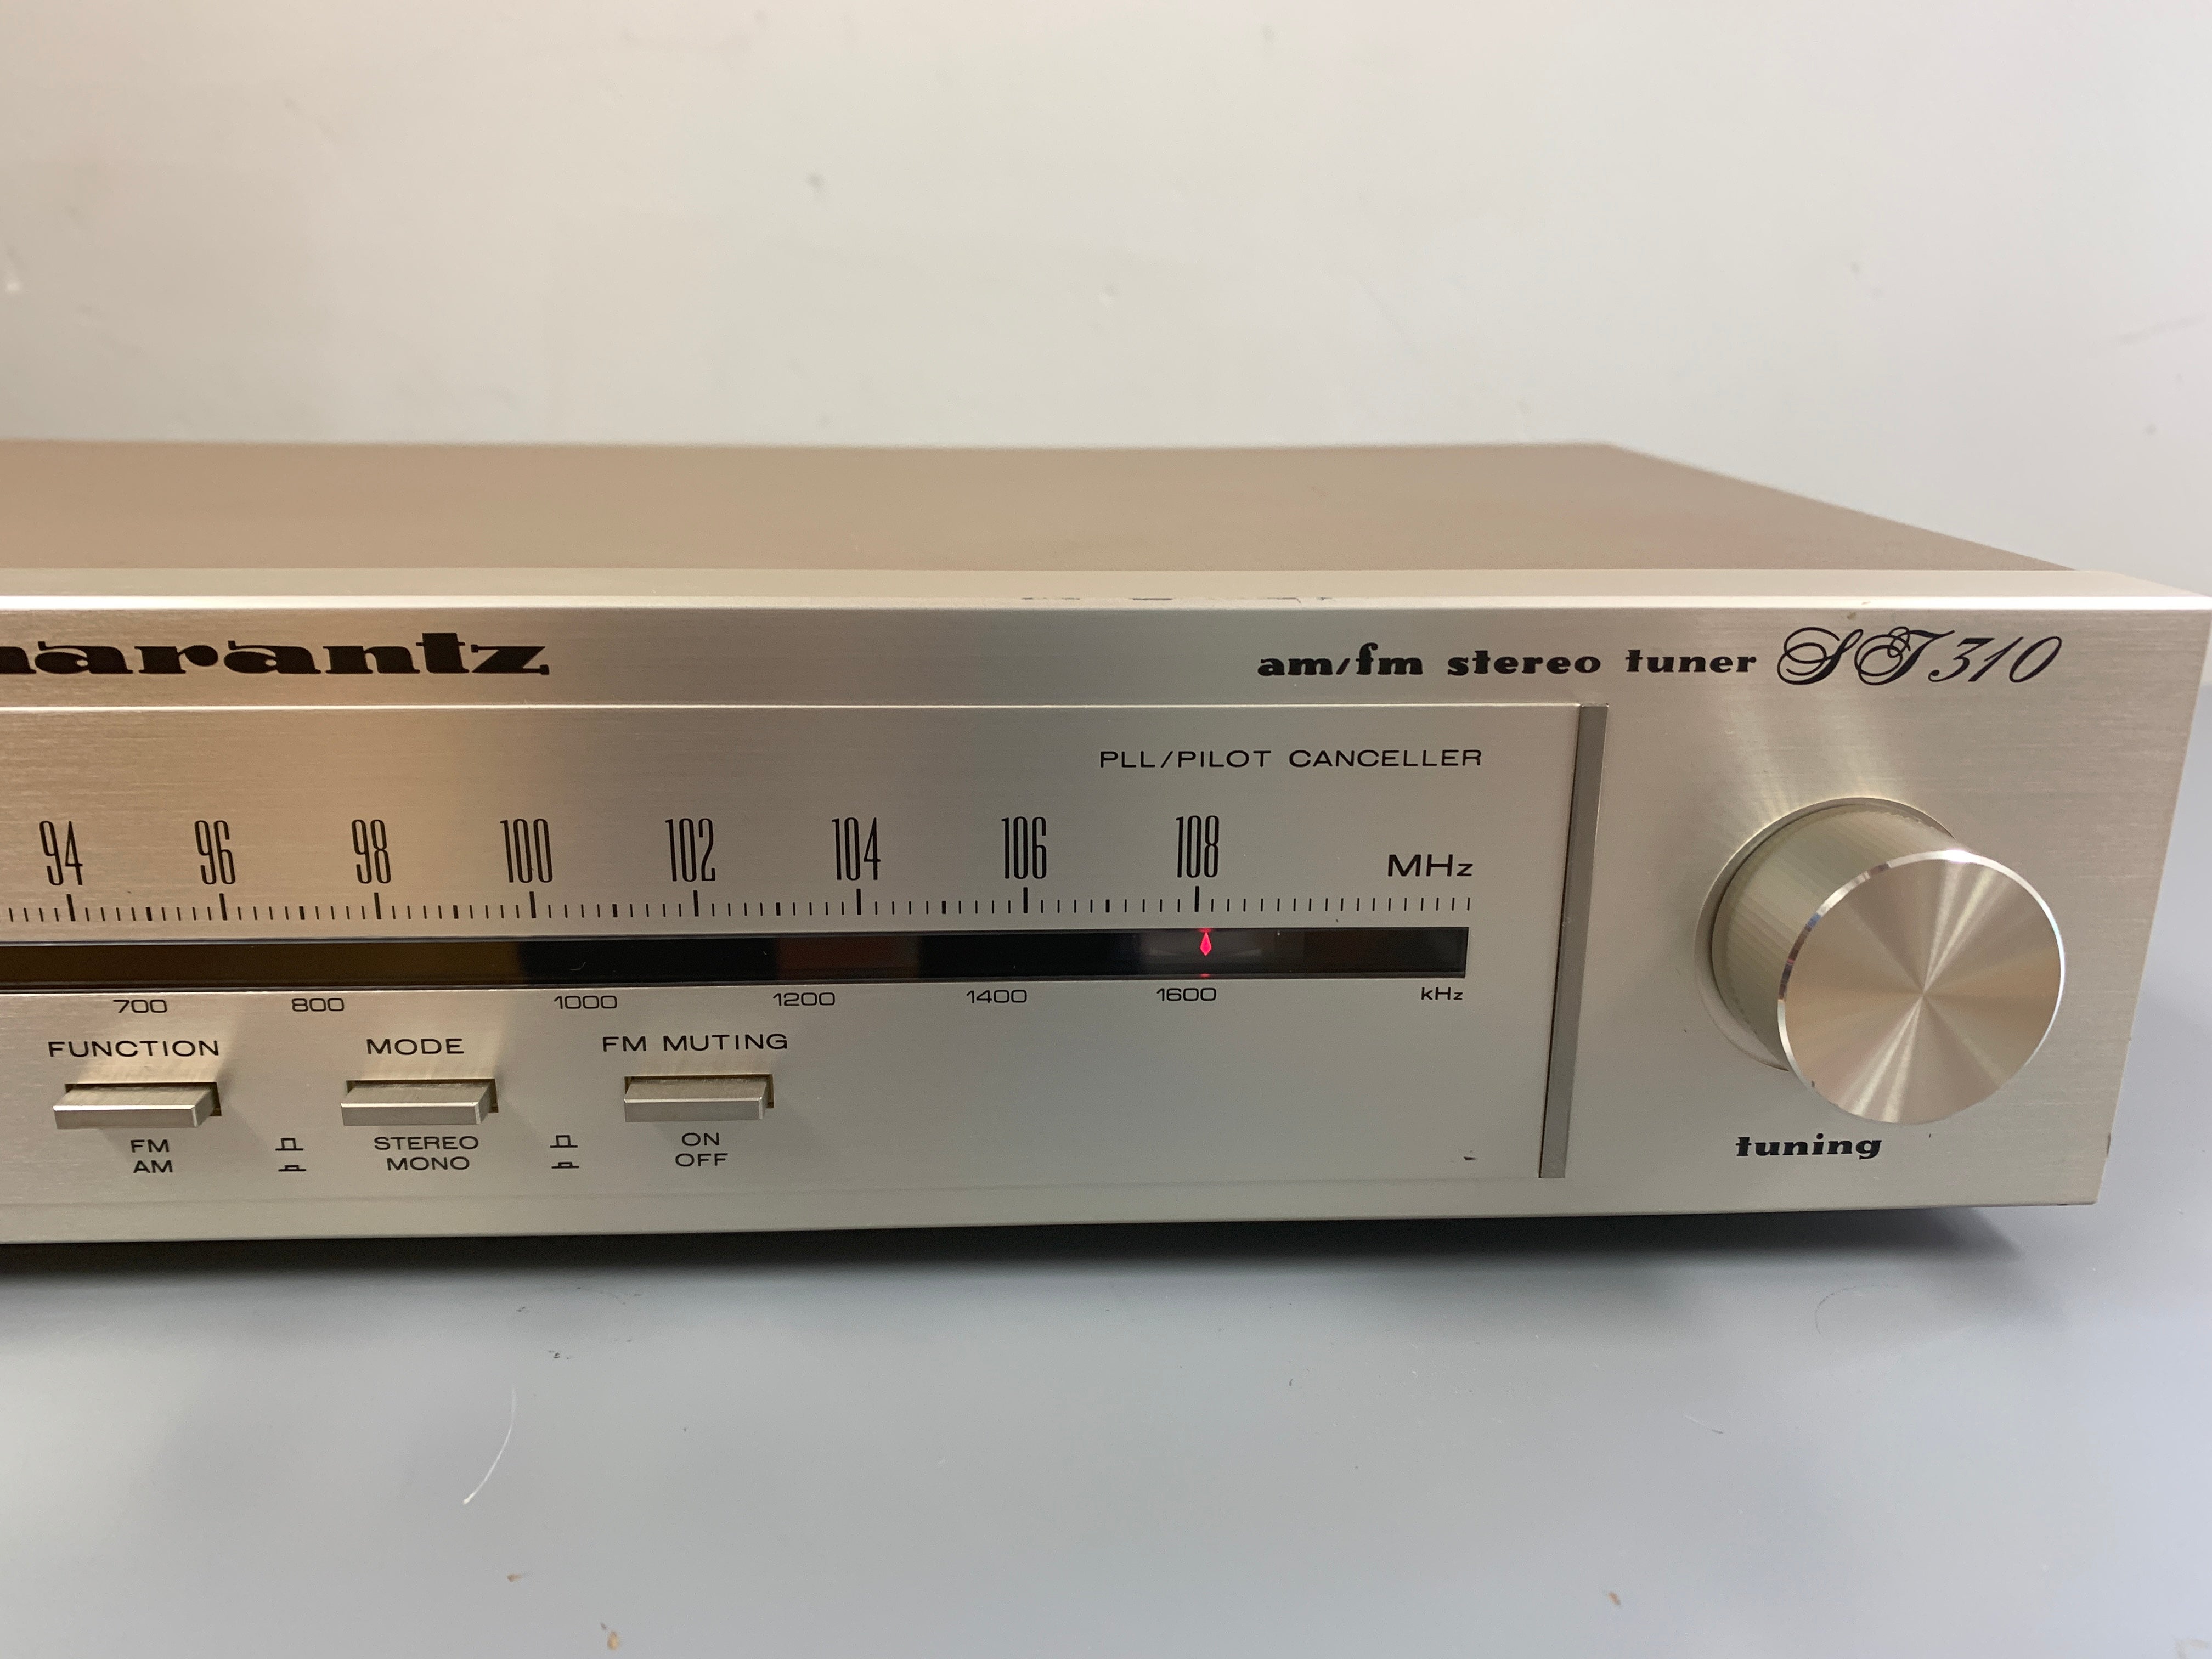 marantz
am/fm stereo tuner ST310
PLL/PILOT CANCELLER
94 96 98 100 102 104 106 108 MHz
700 800 1000 1200 1400 1600 kHz
FUNCTION MODE FM MUTING
FM STEREO ON
AM MONO OFF
tuning